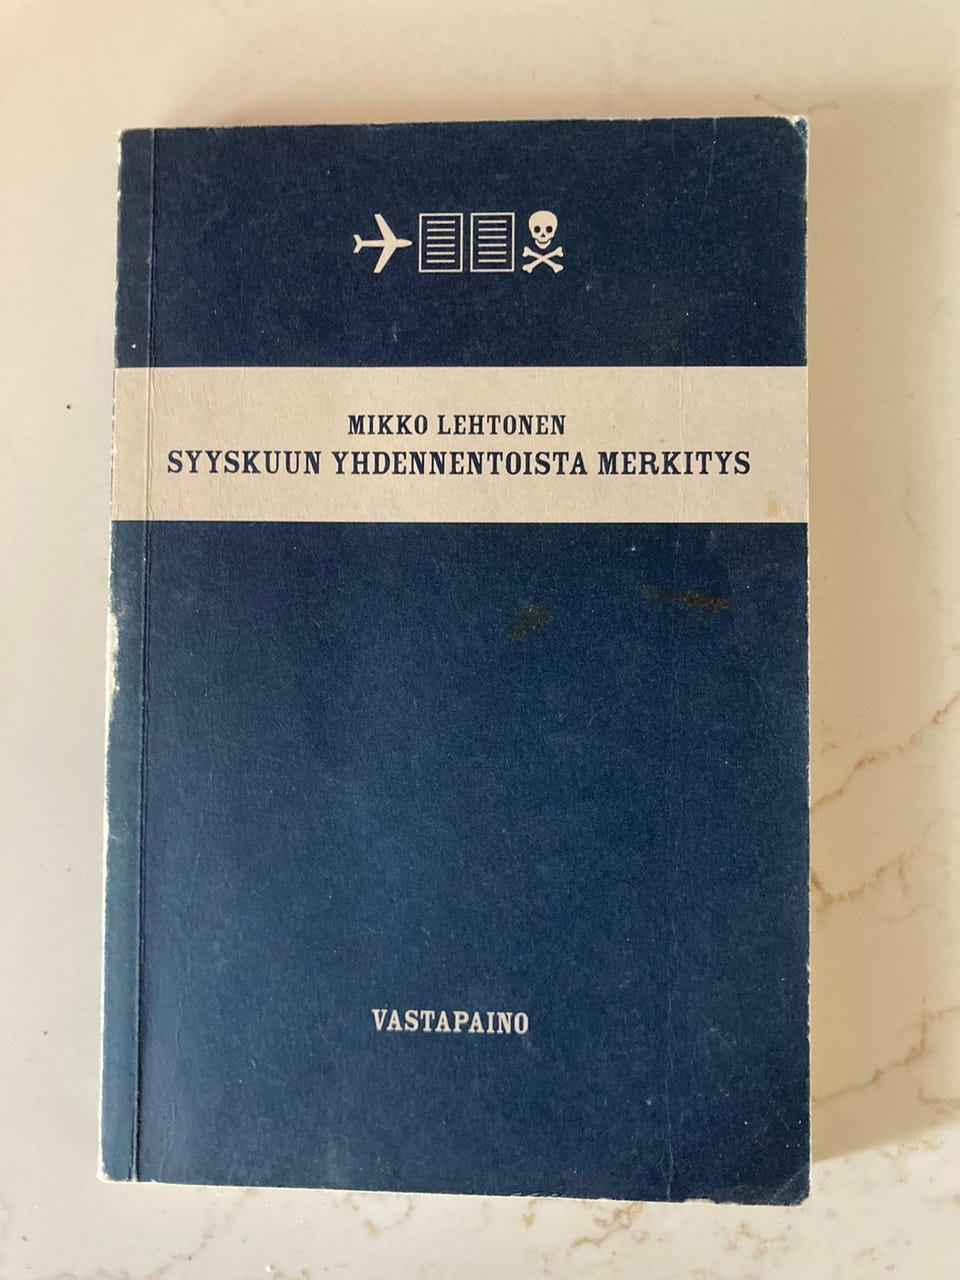 MIKKO LEHTONEN
SYYSKUUN YHDENNENTOISTA MERKITYS
VASTAPAINO